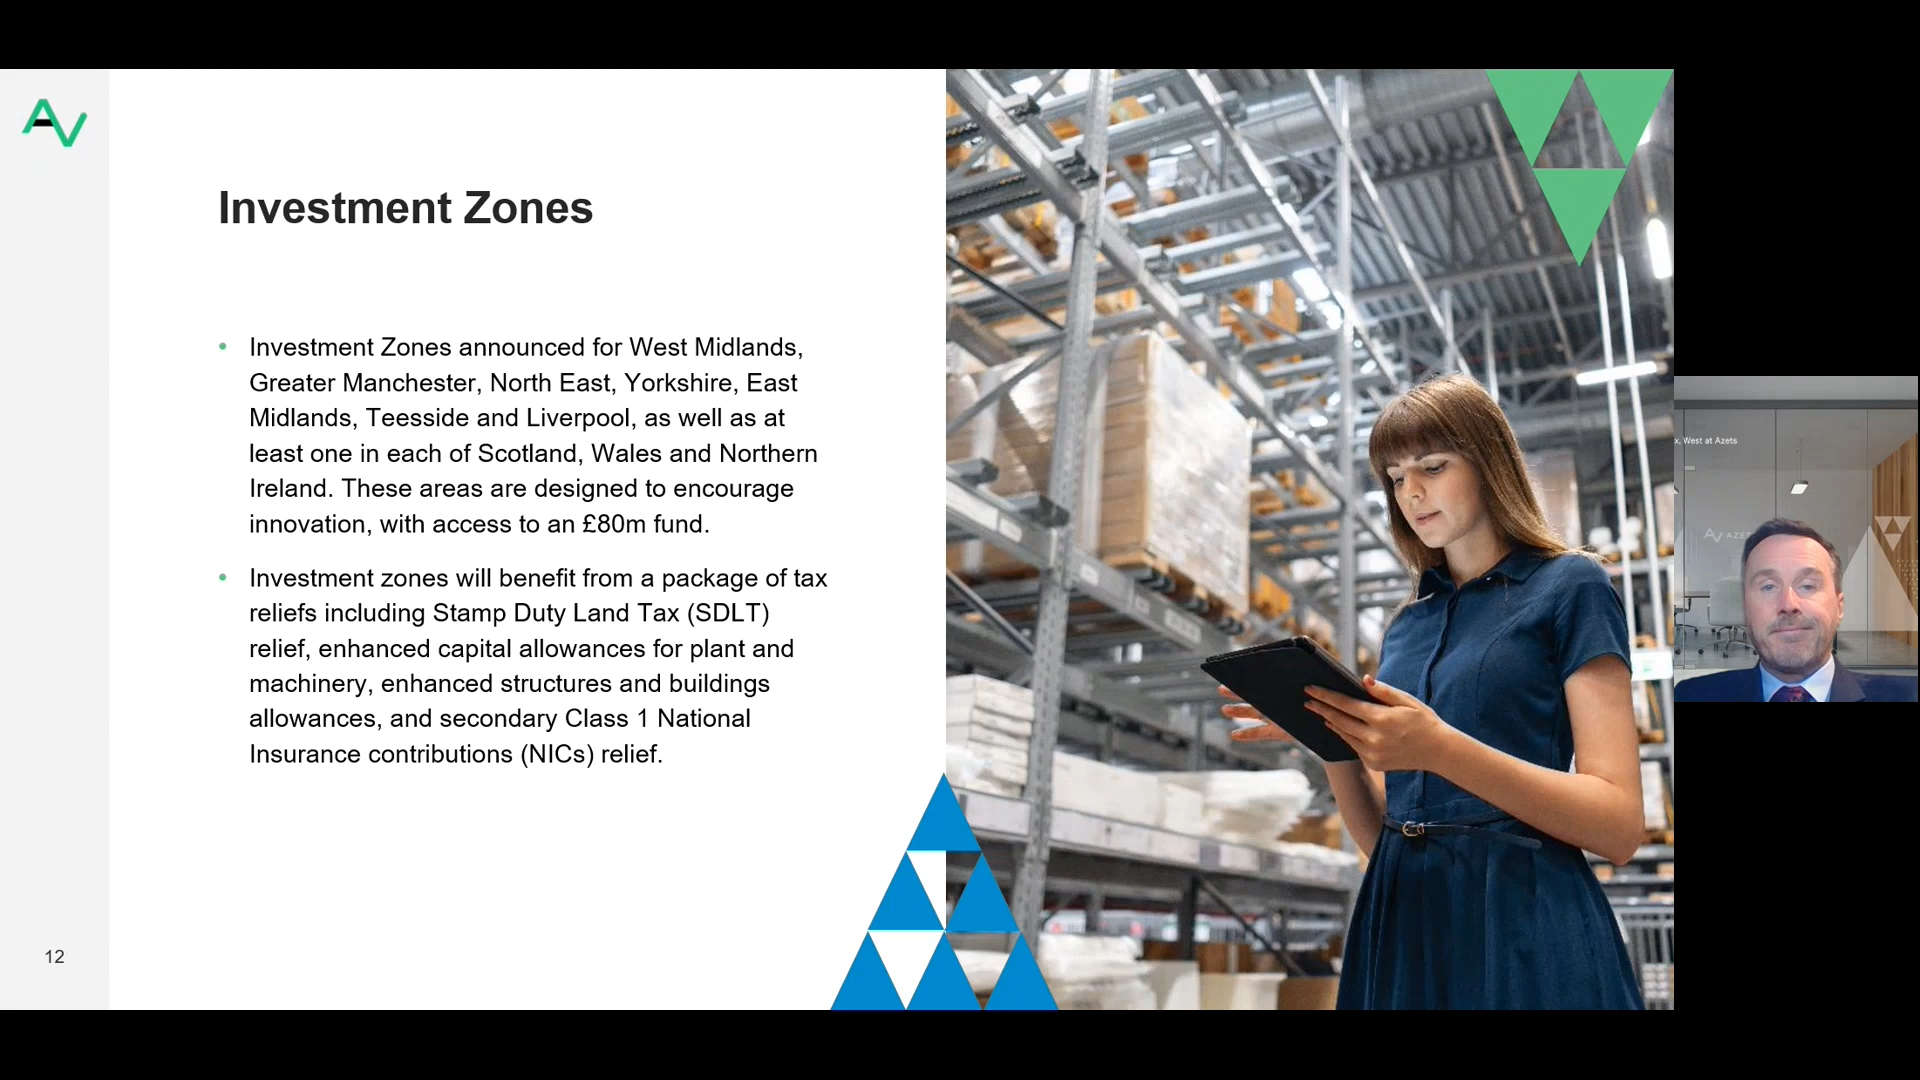 Investment Zones
• Investment Zones announced for West Midlands,
Greater Manchester, North East, Yorkshire, East
Midlands, Teesside and Liverpool, as well as at
least one in each of Scotland, Wales and Northern
Ireland. These areas are designed to encourage
innovation, with access to an £80m fund.
• Investment zones will benefit from a package of tax
reliefs including Stamp Duty Land Tax (SDLT)
relief, enhanced capital allowances for plant and
machinery, enhanced structures and buildings
allowances, and secondary Class 1 National
Insurance contributions (NICs) relief.
12
x, West at Azets